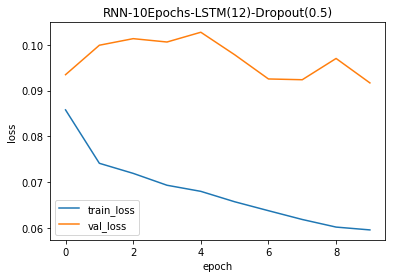 RNN-10Epochs-LSTM(12)-Dropout(0.5)
0.10
0.09
0.08
0.07
0.06
loss
train_loss
val_loss
0 2 4 6 8
epoch